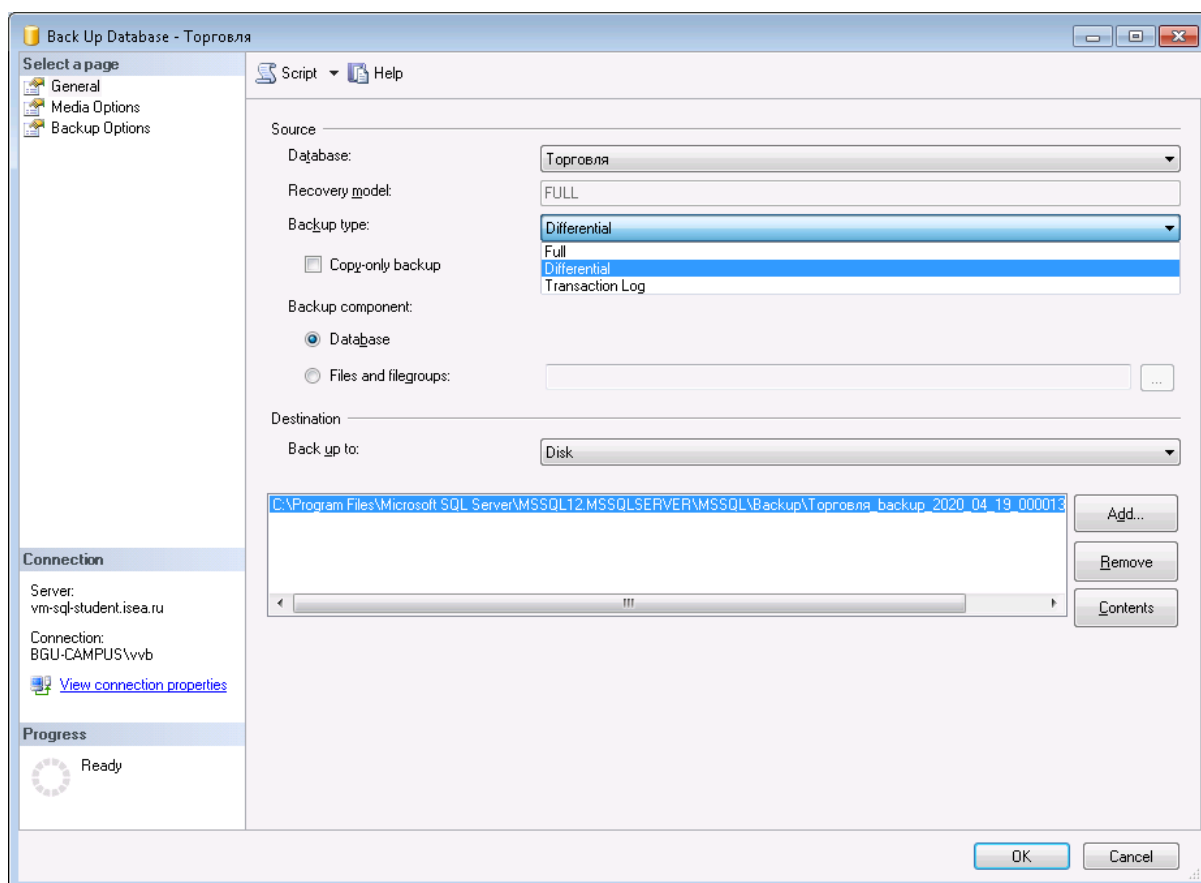 Back Up Database - Торговля
Select a page
General
Media Options
Backup Options
Script
Help
Source
Database:
Торговля
Recovery model:
FULL
Backup type:
Differential
Full
Differential
Transaction Log
Copy-only backup
Backup component:
Database
Files and filegroups:
...
Destination
Back up to:
Disk
C:\Program Files\Microsoft SQL Server\MSSQL12.MSSQLSERVER\MSSQL\Backup\Торговля_backup_2020_04_19_000013
Add...
Remove
Contents
Connection
Server:
vm-sql-student.isea.ru
Connection:
BGU-CAMPUS\vvb
View connection properties
Progress
Ready
OK
Cancel